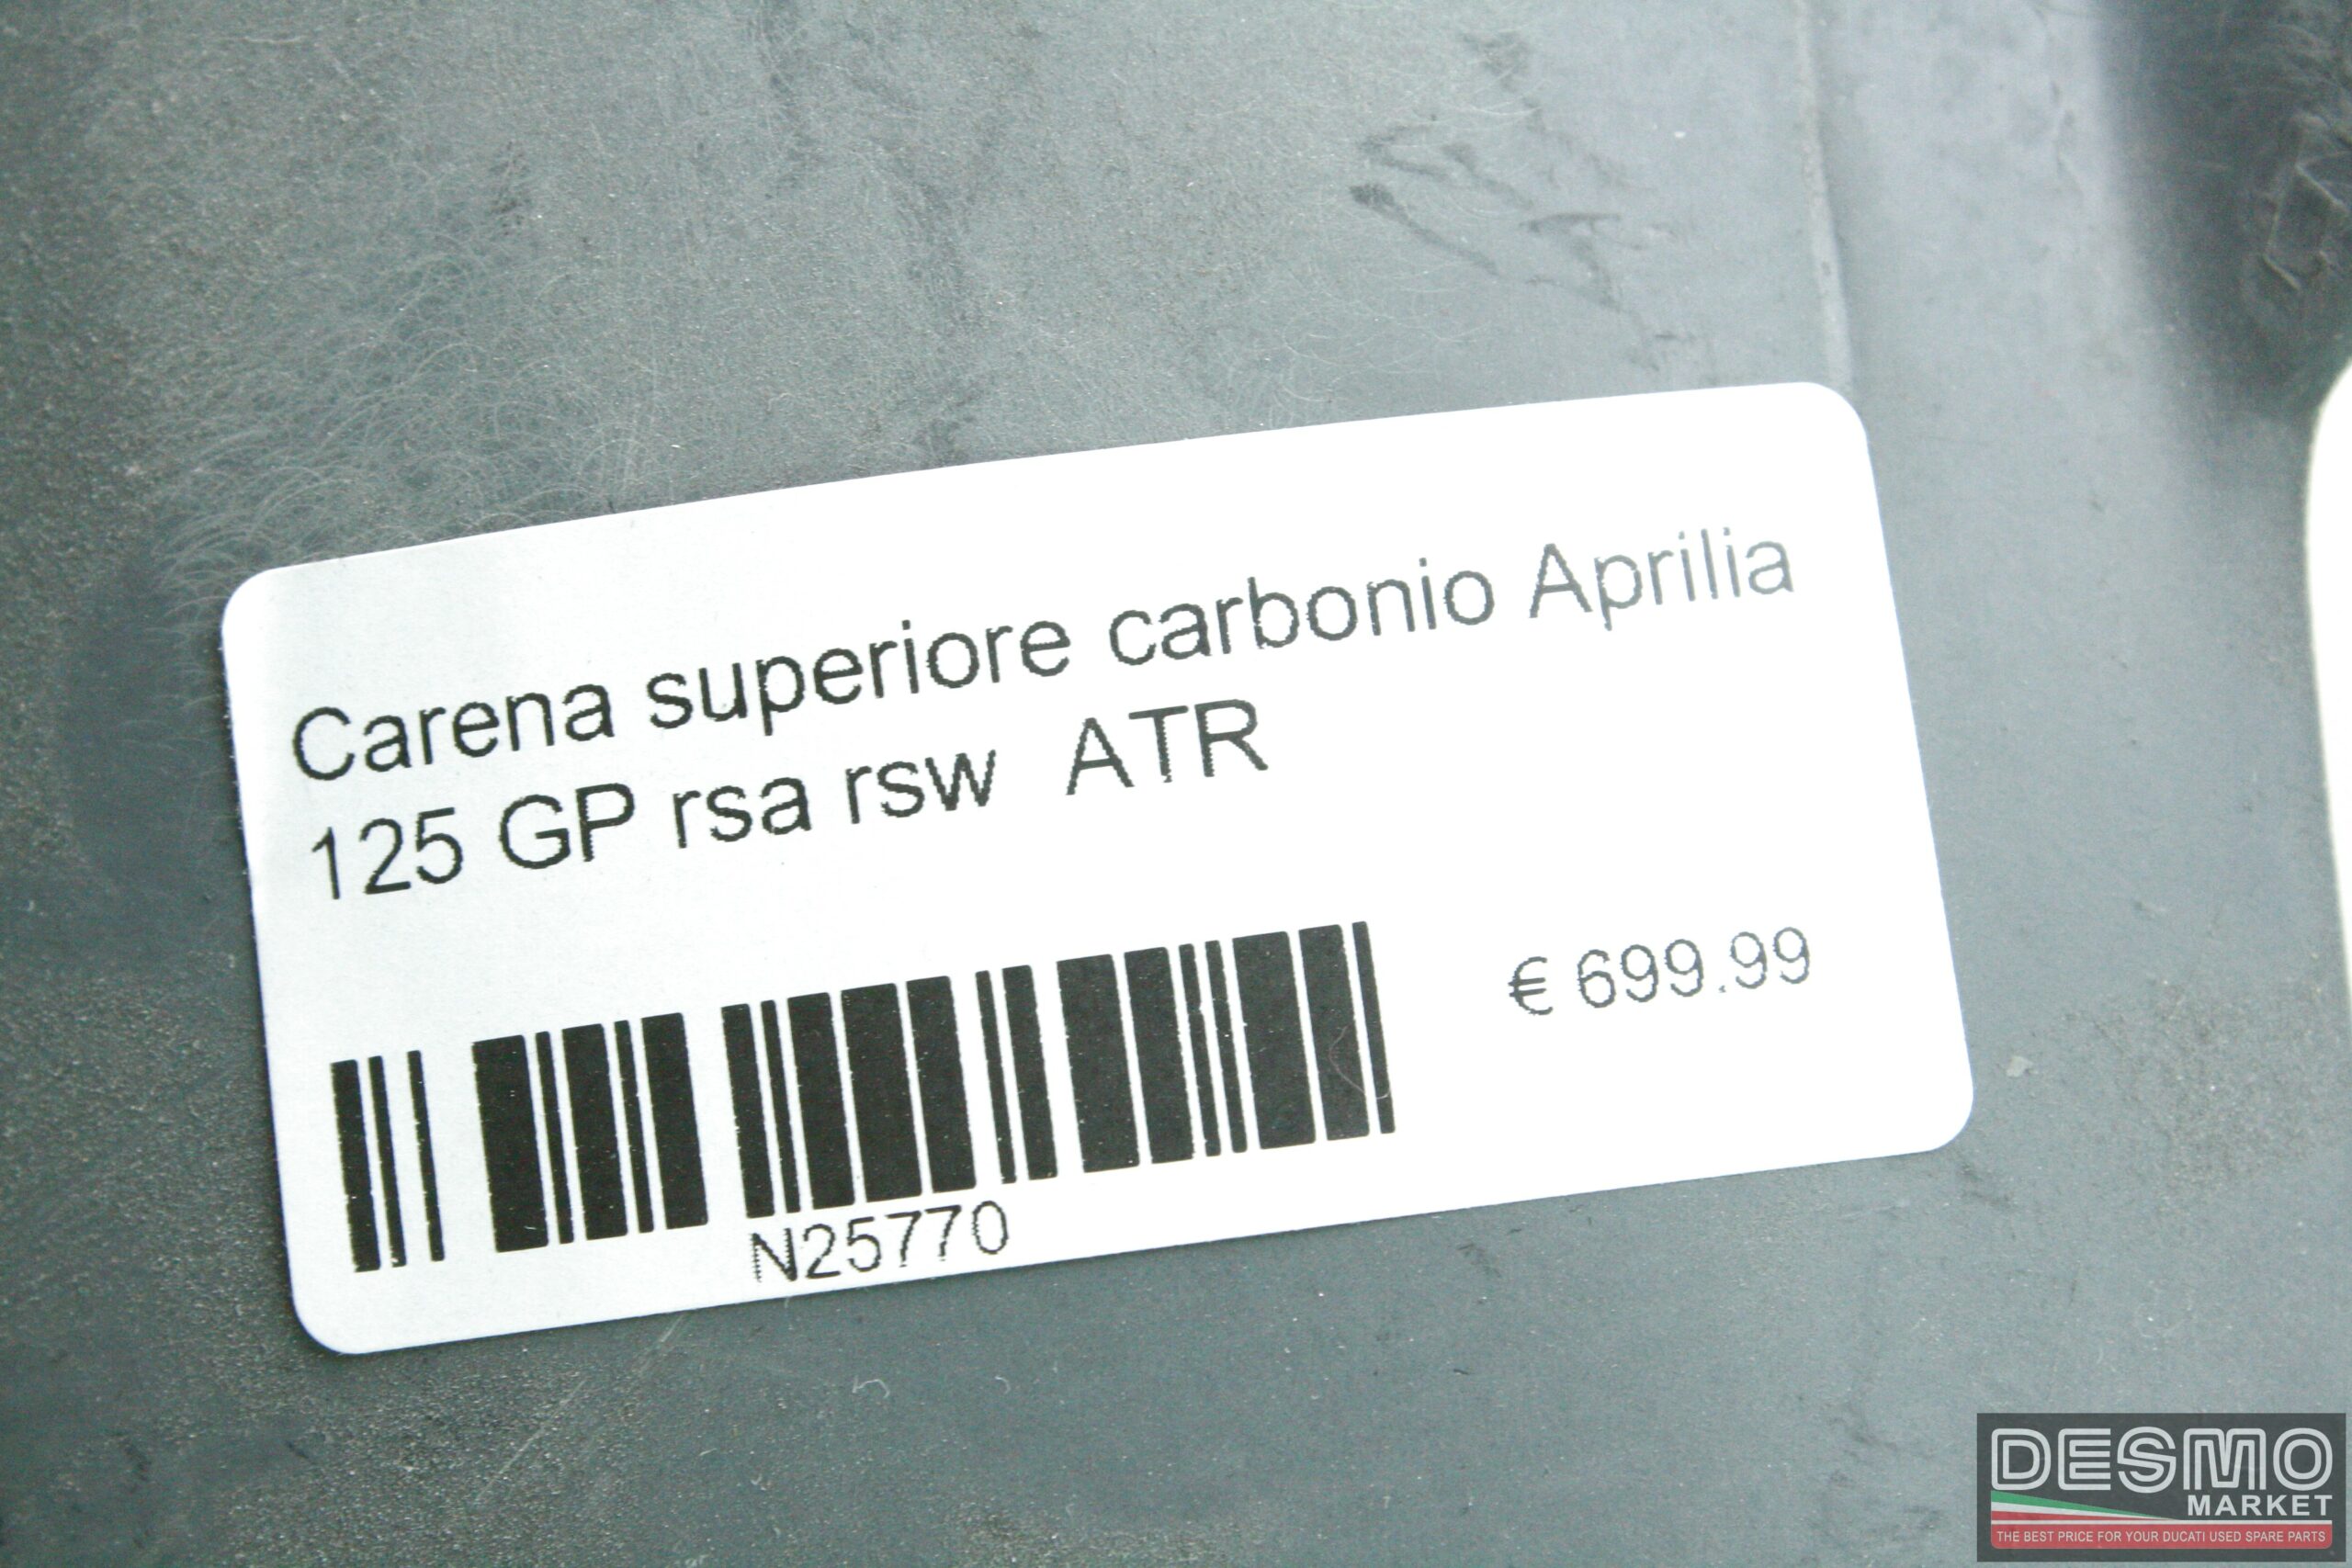 Carena superiore carbonio Aprilia
125 GP rsa rsw  ATR
€ 699.99
N25770
DESMO
MARKET
THE BEST PRICE FOR YOUR DUCATI USED SPARE PARTS